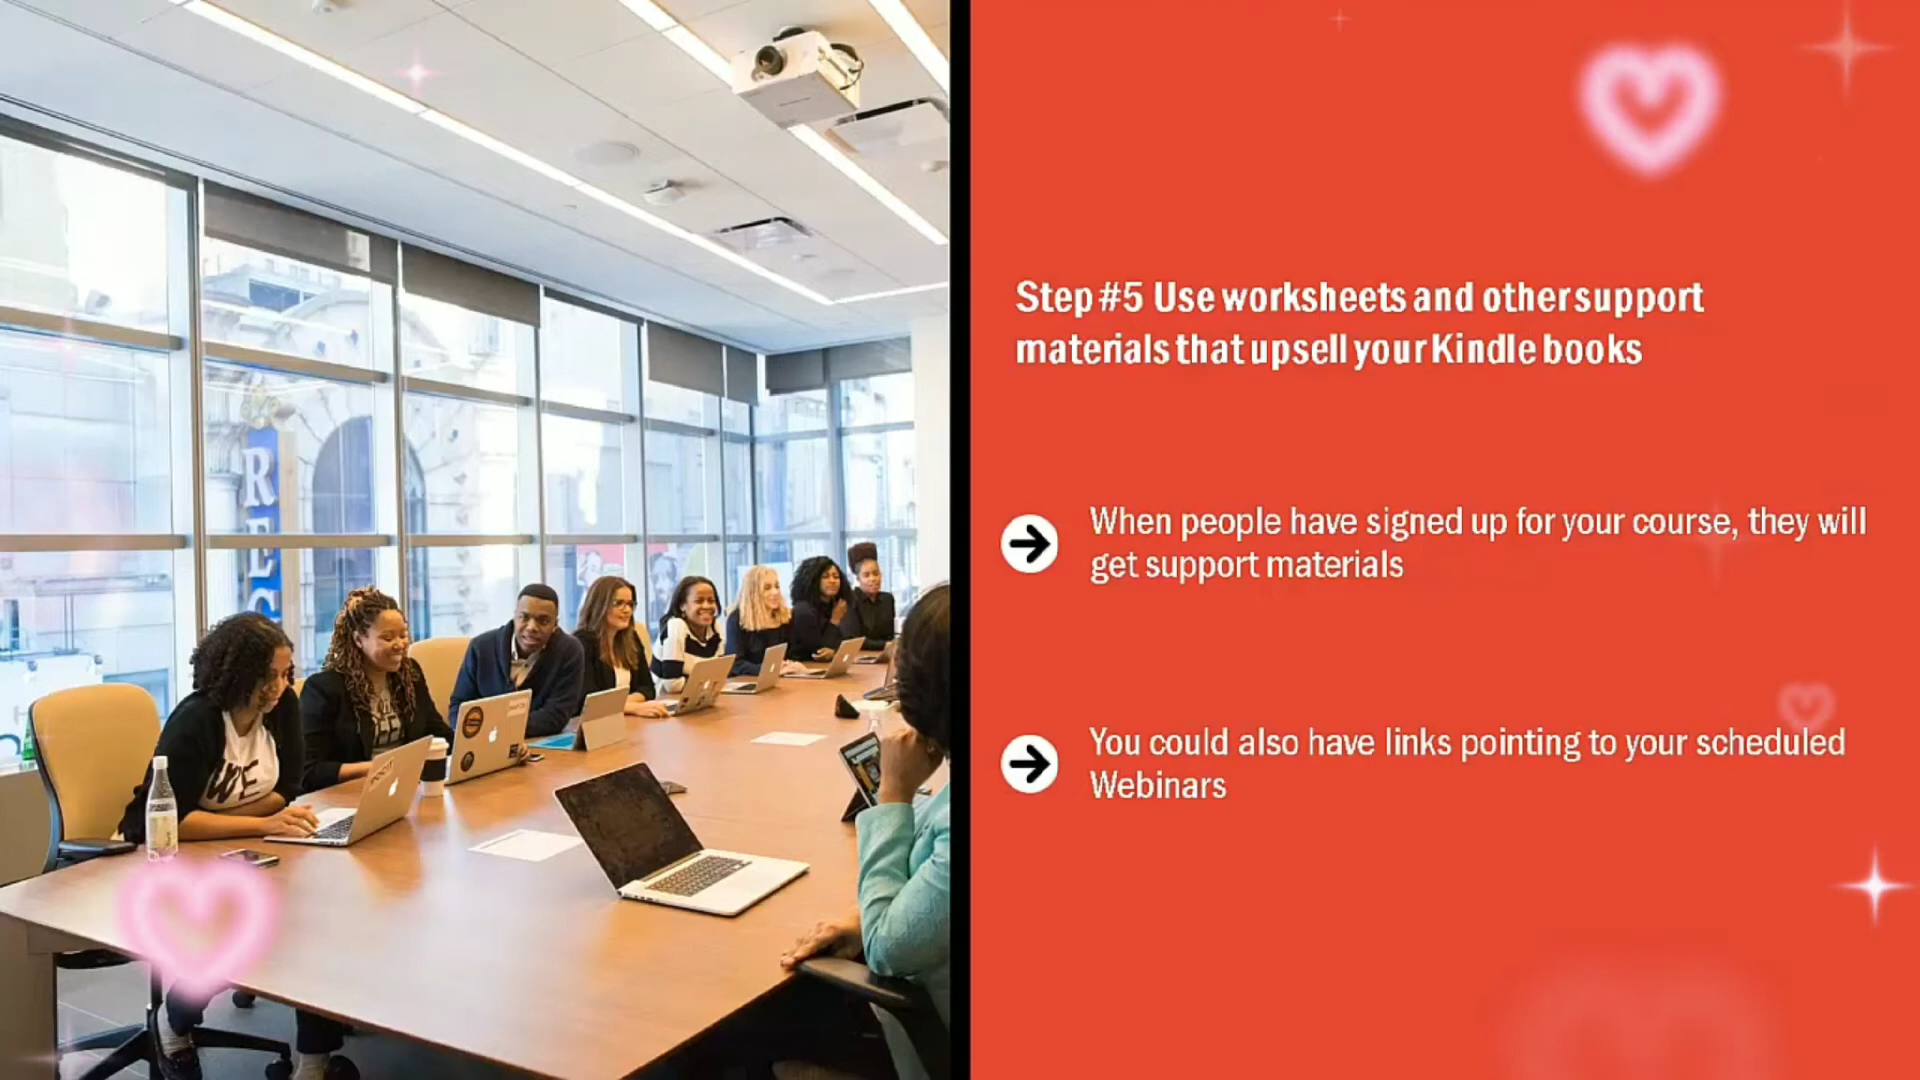 R
E
C
Step #5 Use worksheets and other support
materials that upsell your Kindle books
When people have signed up for your course, they will
get support materials
You could also have links pointing to your scheduled
Webinars